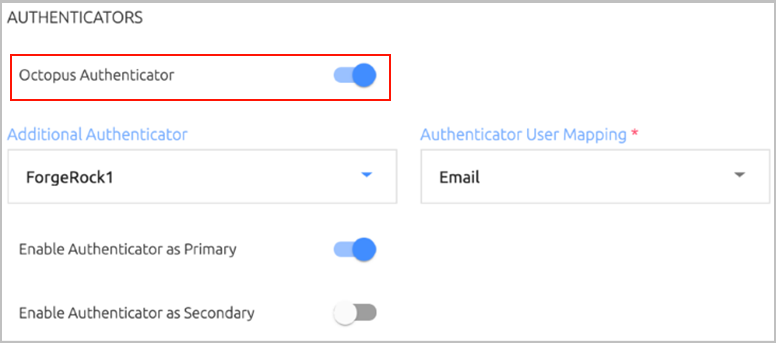 AUTHENTICATORS
Octopus Authenticator
Additional Authenticator
Authenticator User Mapping *
ForgeRock1
Email
Enable Authenticator as Primary
Enable Authenticator as Secondary